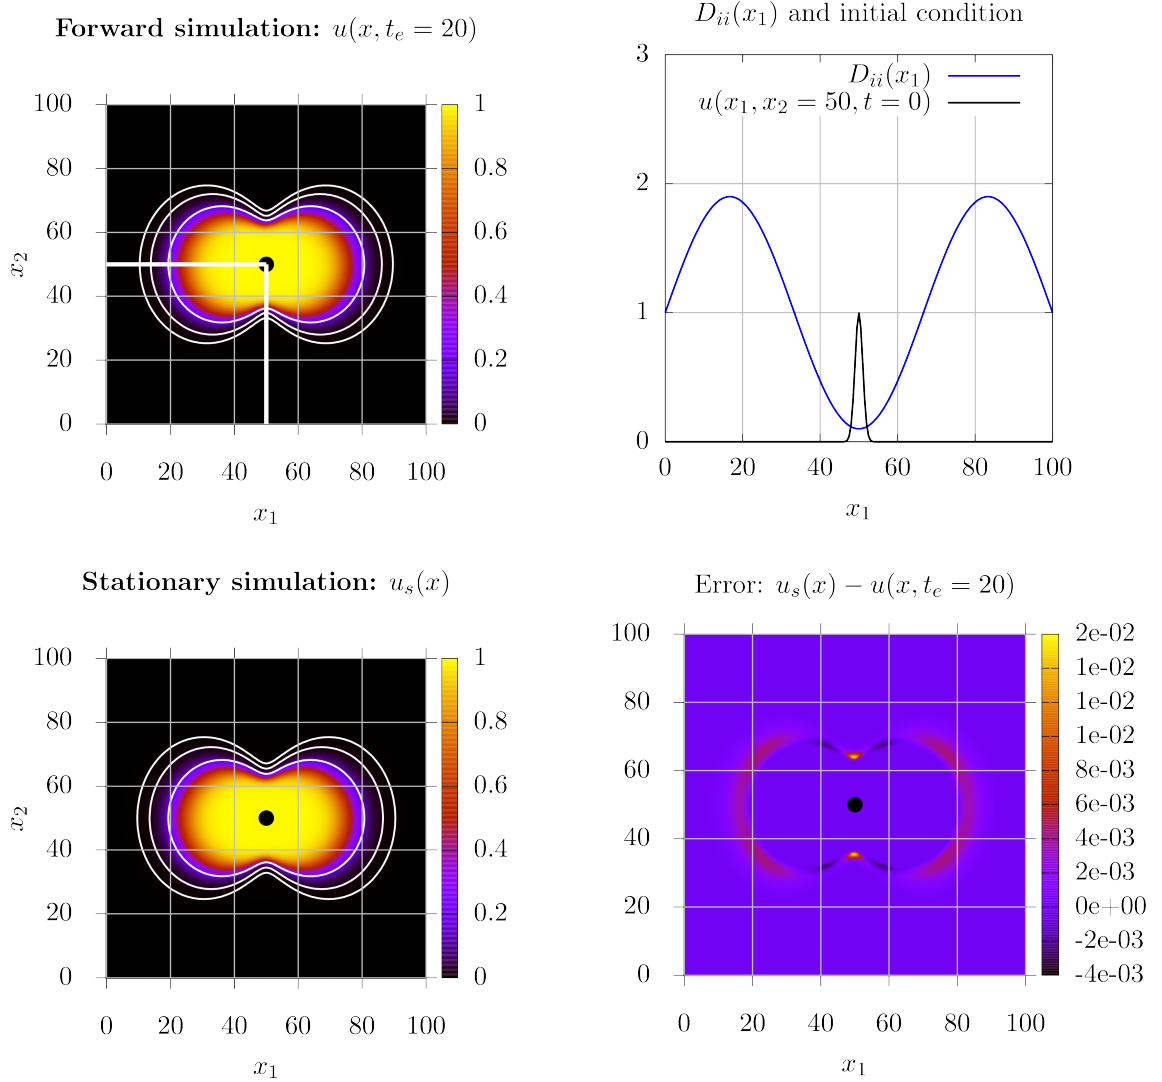 Forward simulation: u(x, t_e = 20)
100
80
60
40
20
0
x_2
0 20 40 60 80 100
x_1
1
0.8
0.6
0.4
0.2
0
D_{ii}(x_1) and initial condition
D_{ii}(x_1)
u(x_1, x_2 = 50, t = 0)
3
2
1
0
0 20 40 60 80 100
x_1
Stationary simulation: u_s(x)
100
80
60
40
20
0
x_2
0 20 40 60 80 100
x_1
1
0.8
0.6
0.4
0.2
0
Error: u_s(x) − u(x, t_e = 20)
100
80
60
40
20
0
0 20 40 60 80 100
x_1
2e-02
1e-02
1e-02
1e-02
8e-03
6e-03
4e-03
2e-03
0e+00
-2e-03
-4e-03